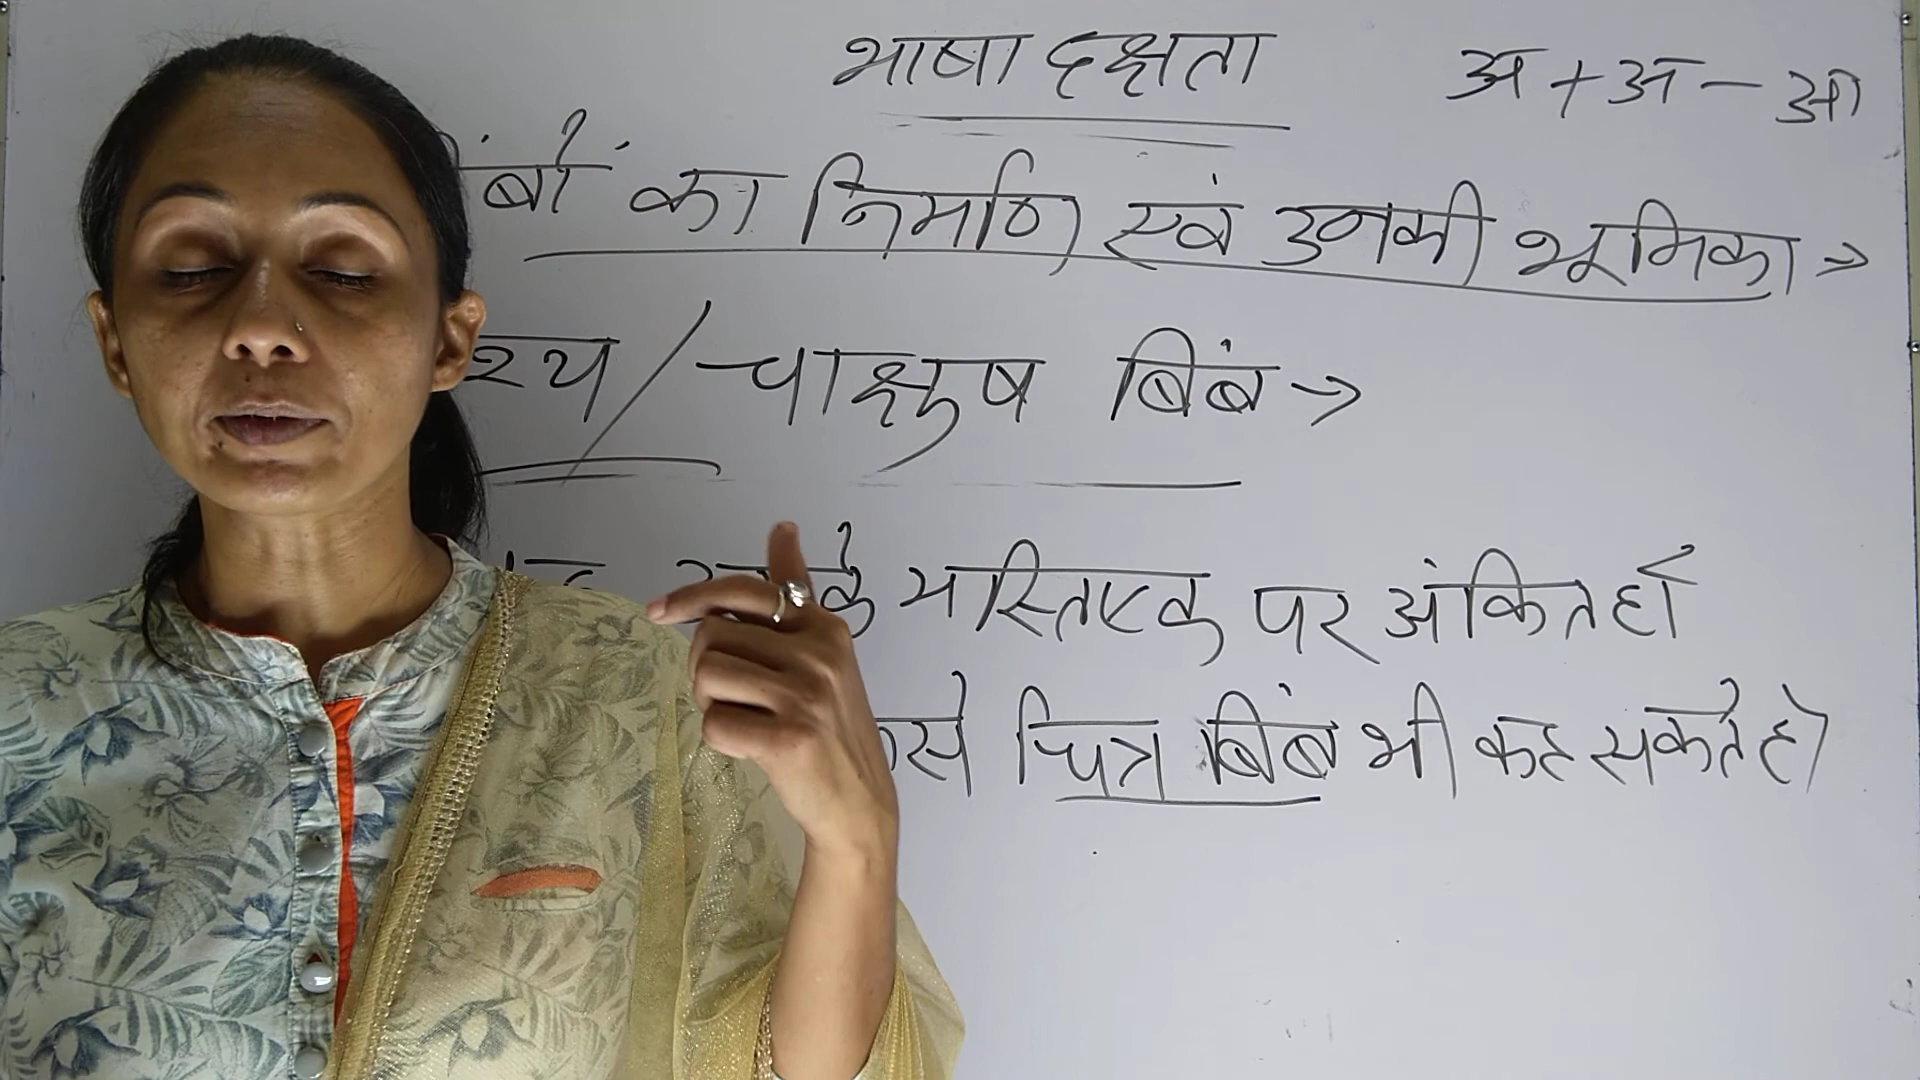 भाषा दक्षता
अ + अ - आ
का निर्माण एवं उनकी भूमिका →
/ चाक्षुष बिंब →
के मस्तिष्क पर अंकित हो
चित्र बिंब भी कह सकते हो